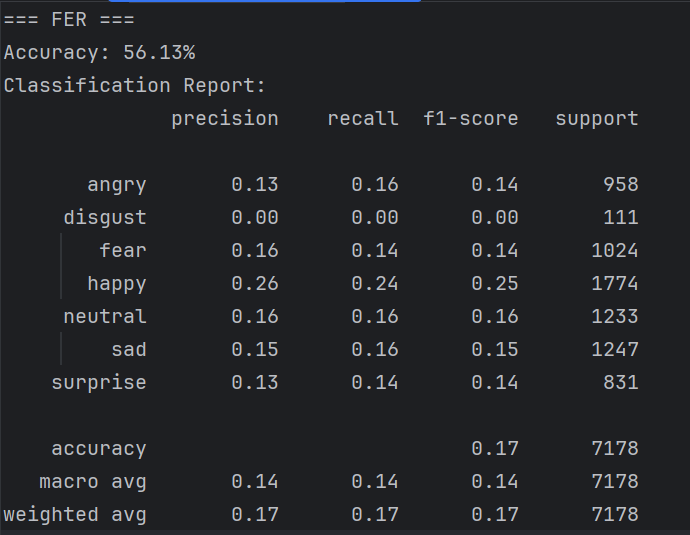 === FER ===
Accuracy: 56.13%
Classification Report:
precision recall f1-score support
angry 0.13 0.16 0.14 958
disgust 0.00 0.00 0.00 111
fear 0.16 0.14 0.14 1024
happy 0.26 0.24 0.25 1774
neutral 0.16 0.16 0.16 1233
sad 0.15 0.16 0.15 1247
surprise 0.13 0.14 0.14 831
accuracy 0.17 7178
macro avg 0.14 0.14 0.14 7178
weighted avg 0.17 0.17 0.17 7178